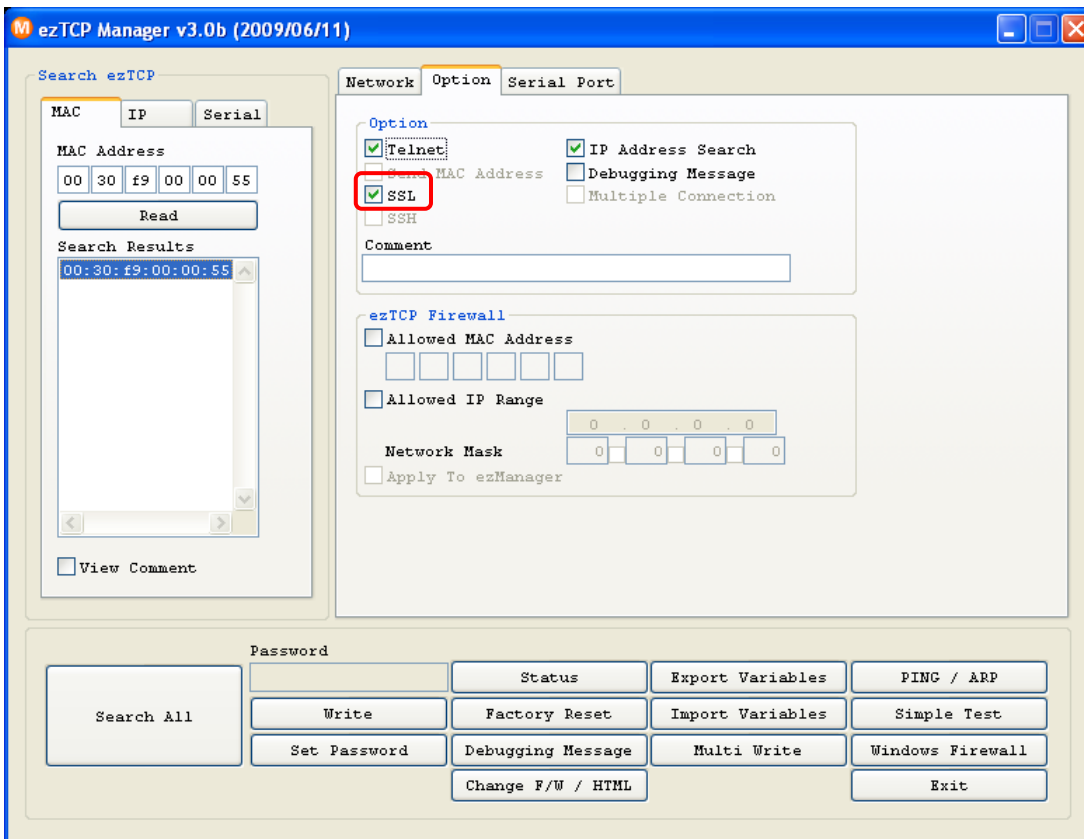 ezTCP Manager v3.0b (2009/06/11)
Search ezTCP
MAC IP Serial
MAC Address
00 30 f9 00 00 55
Read
Search Results
00:30:f9:00:00:55
View Comment
Network Option Serial Port
Option
Telnet IP Address Search
Send MAC Address Debugging Message
SSL Multiple Connection
SSH
Comment
ezTCP Firewall
Allowed MAC Address
Allowed IP Range
0 . 0 . 0 . 0
Network Mask 0 0 0 0
Apply To ezManager
Password
Search All
Status Export Variables PING / ARP
Write Factory Reset Import Variables Simple Test
Set Password Debugging Message Multi Write Windows Firewall
Change F/W / HTML Exit